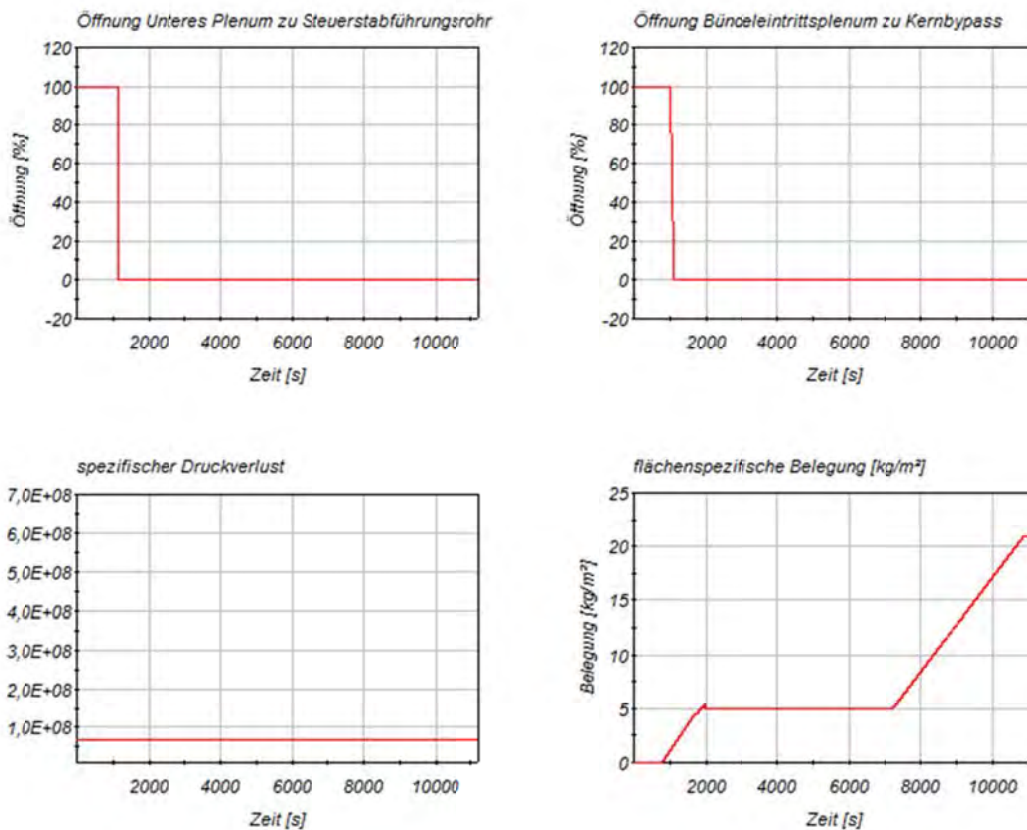 Öffnung Unteres Plenum zu Steuerstabführungsrohr
120
100
80
60
40
20
0
-20
Öffnung [%]
2000 4000 6000 8000 10000
Zeit [s]
Öffnung Bünceleintrittsplenum zu Kernbypass
120
100
80
60
40
20
0
-20
Öffnung [%]
2000 4000 6000 8000 10000
Zeit [s]
spezifischer Druckverlust
7,0E+08
6,0E+08
5,0E+08
4,0E+08
3,0E+08
2,0E+08
1,0E+08
2000 4000 6000 8000 10000
Zeit [s]
flächenspezifische Belegung [kg/m²]
25
20
15
10
5
0
Belegung [kg/m²]
2000 4000 6000 8000 10000
Zeit [s]